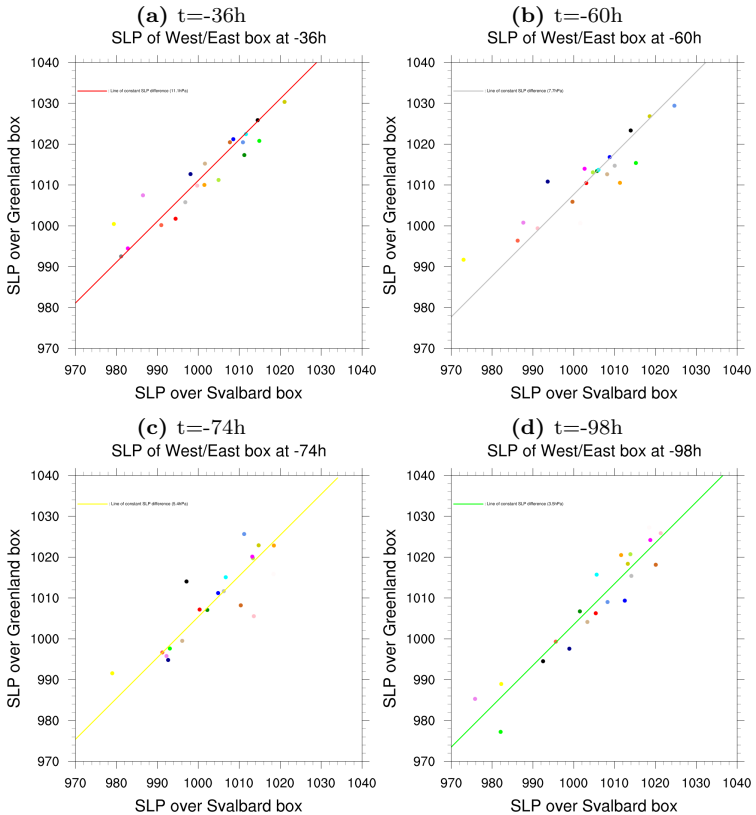 (a) t=-36h
SLP of West/East box at -36h
1040
1030
1020
1010
1000
990
980
970
970 980 990 1000 1010 1020 1030 1040
SLP over Greenland box
SLP over Svalbard box
Line of constant SLP difference (11.1hPa)
(b) t=-60h
SLP of West/East box at -60h
1040
1030
1020
1010
1000
990
980
970
970 980 990 1000 1010 1020 1030 1040
SLP over Greenland box
SLP over Svalbard box
Line of constant SLP difference (7.7hPa)
(c) t=-74h
SLP of West/East box at -74h
1040
1030
1020
1010
1000
990
980
970
970 980 990 1000 1010 1020 1030 1040
SLP over Greenland box
SLP over Svalbard box
Line of constant SLP difference (5.4hPa)
(d) t=-98h
SLP of West/East box at -98h
1040
1030
1020
1010
1000
990
980
970
970 980 990 1000 1010 1020 1030 1040
SLP over Greenland box
SLP over Svalbard box
Line of constant SLP difference (3.5hPa)